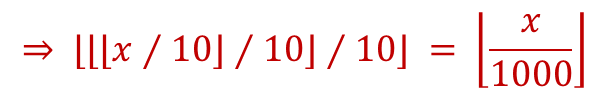 ⇒ ⌊⌊⌊x / 10⌋ / 10⌋ / 10⌋ = ⌊x/1000⌋